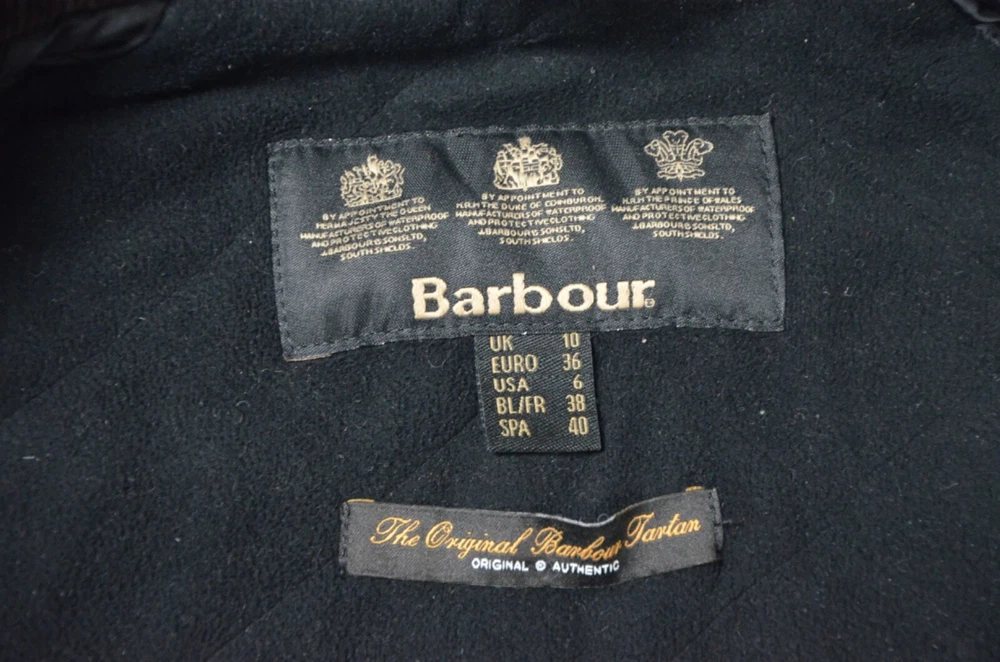 BY APPOINTMENT TO
HER MAJESTY THE QUEEN
MANUFACTURERS OF WATERPROOF
AND PROTECTIVE CLOTHING
J.BARBOUR & SONS LTD,
SOUTH SHIELDS.
BY APPOINTMENT TO
H.R.H THE DUKE OF EDINBURGH
MANUFACTURERS OF WATERPROOF
AND PROTECTIVE CLOTHING
J.BARBOUR & SONS LTD,
SOUTH SHIELDS.
BY APPOINTMENT TO
H.R.H THE PRINCE OF WALES
MANUFACTURERS OF WATERPROOF
AND PROTECTIVE CLOTHING
J.BARBOUR & SONS LTD,
SOUTH SHIELDS.
Barbour®
UK 10
EURO 36
USA 6
BL/FR 38
SPA 40
The Original Barbour Tartan
ORIGINAL ® AUTHENTIC